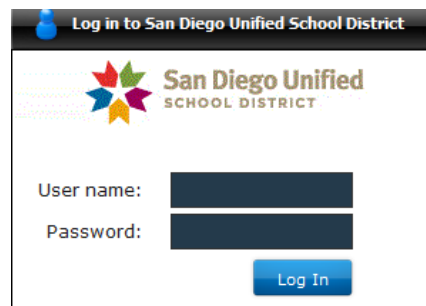 Log in to San Diego Unified School District
San Diego Unified
SCHOOL DISTRICT
User name:
Password:
Log In